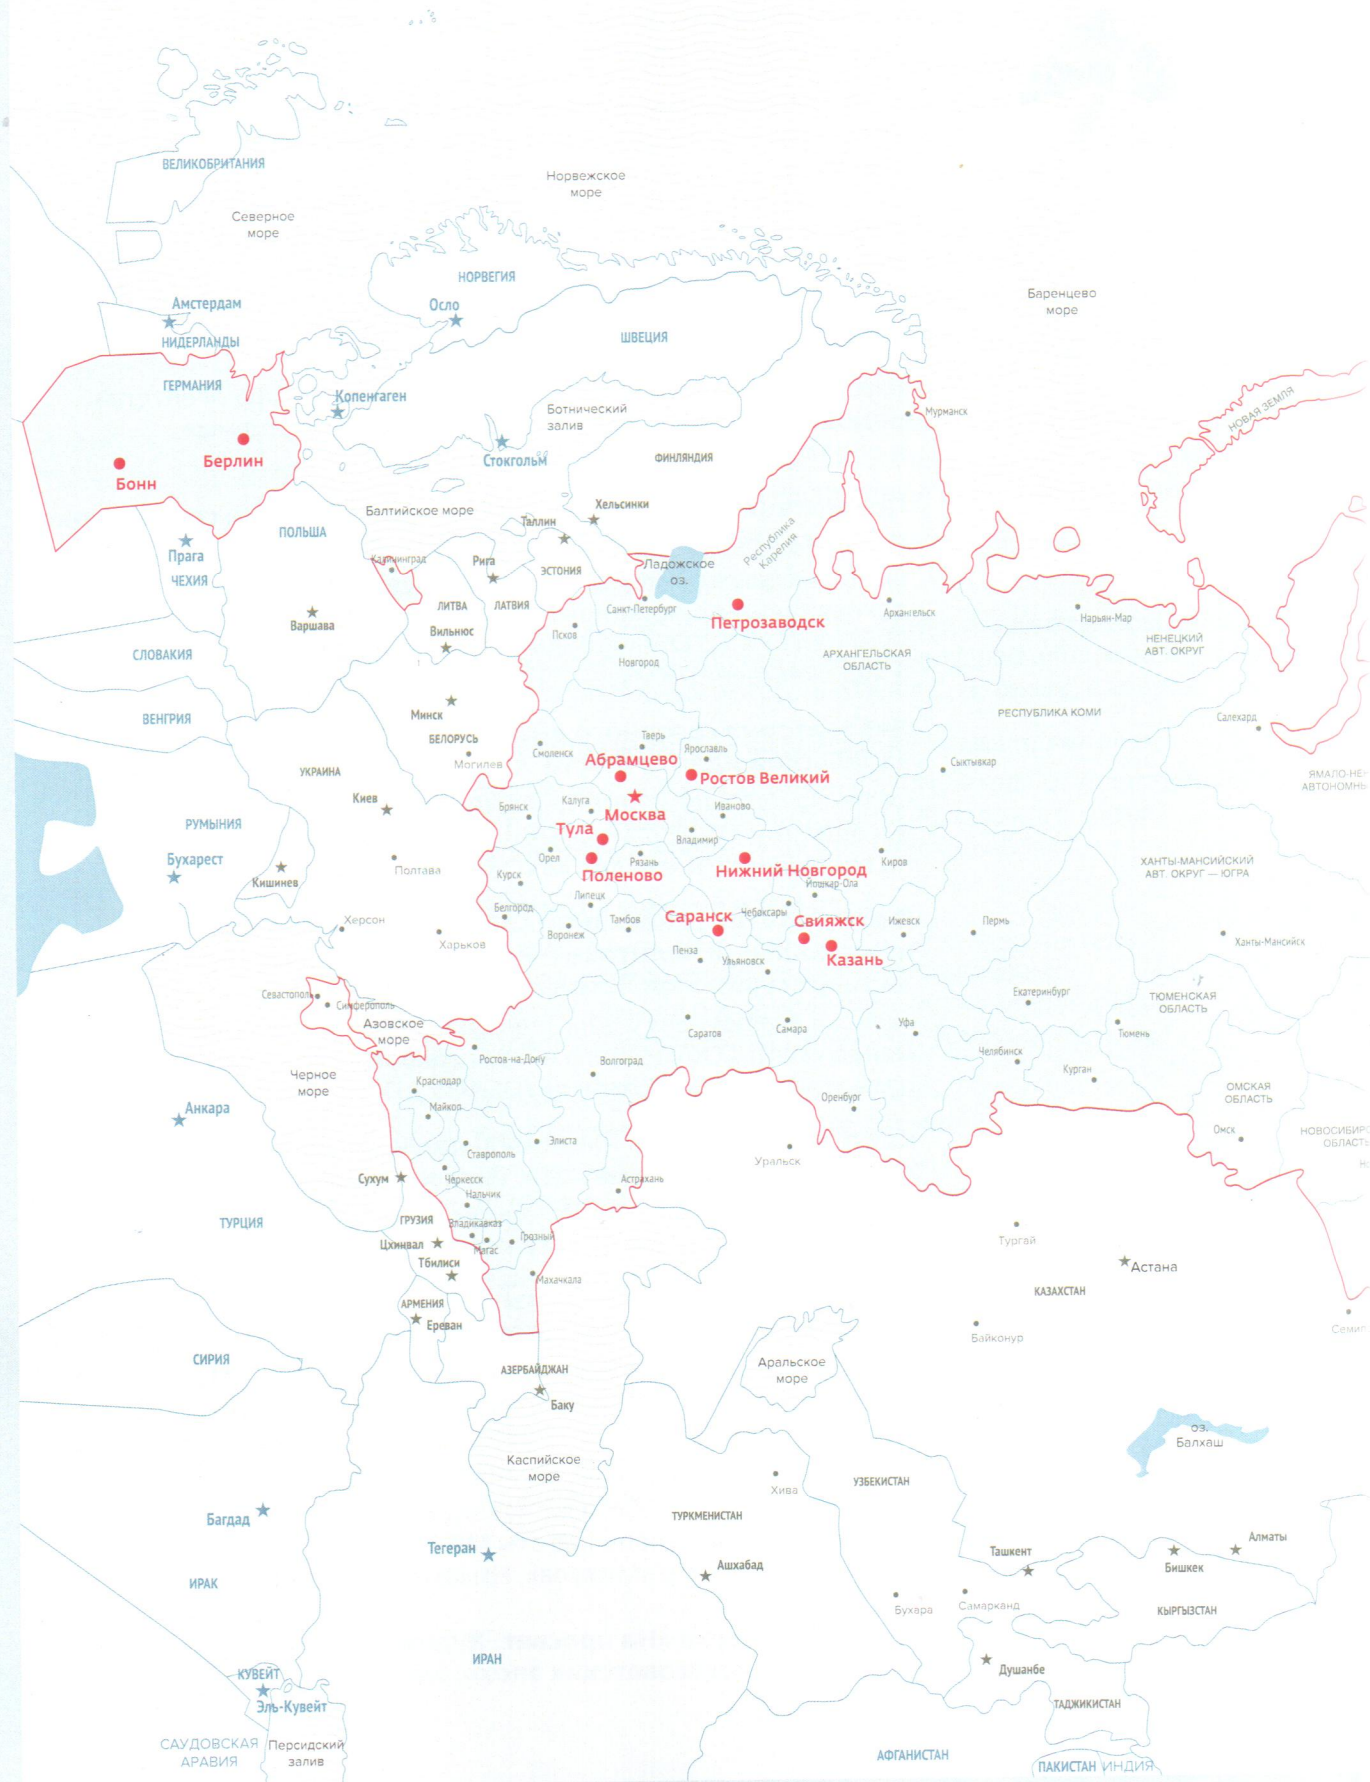 ВЕЛИКОБРИТАНИЯ
Норвежское
море
Северное
море
НОРВЕГИЯ
Баренцево
море
Амстердам
Осло
НИДЕРЛАНДЫ
ШВЕЦИЯ
ГЕРМАНИЯ
Копенгаген
Ботнический
залив
Мурманск
НОВАЯ ЗЕМЛЯ
Берлин
Стокгольм
ФИНЛЯНДИЯ
Бонн
Балтийское море
Хельсинки
Таллин
ПОЛЬША
Республика
Карелия
Прага
Калининград
Рига
ЭСТОНИЯ
Ладожское
оз.
ЧЕХИЯ
ЛИТВА
ЛАТВИЯ
Санкт-Петербург
Архангельск
Нарьян-Мар
Варшава
Вильнюс
Псков
Петрозаводск
НЕНЕЦКИЙ
АВТ. ОКРУГ
СЛОВАКИЯ
Новгород
АРХАНГЕЛЬСКАЯ
ОБЛАСТЬ
ВЕНГРИЯ
Минск
РЕСПУБЛИКА КОМИ
Салехард
БЕЛОРУСЬ
Тверь
Ярославль
Смоленск
Могилев
Абрамцево
Сыктывкар
УКРАИНА
Ростов Великий
ЯМАЛО-НЕ-
АВТОНОМНЬ
Киев
Брянск
Калуга
Иваново
Москва
РУМЫНИЯ
Тула
Владимир
Бухарест
Орел
Рязань
Киров
ХАНТЫ-МАНСИЙСКИЙ
АВТ. ОКРУГ — ЮГРА
Полтава
Курск
Поленово
Нижний Новгород
Кишинев
Йошкар-Ола
Липецк
Белгород
Тамбов
Саранск
Чебоксары
Свияжск
Ижевск
Пермь
Херсон
Воронеж
Харьков
Пенза
Ульяновск
Казань
Ханты-Мансийск
Севастополь
Симферополь
Екатеринбург
ТЮМЕНСКАЯ
ОБЛАСТЬ
Азовское
море
Саратов
Самара
Уфа
Тюмень
Ростов-на-Дону
Волгоград
Челябинск
Черное
море
Краснодар
Курган
ОМСКАЯ
ОБЛАСТЬ
Анкара
Майкоп
Оренбург
Омск
НОВОСИБИРС
ОБЛАСТЬ
Но
Элиста
Ставрополь
Уральск
Сухум
Черкесск
Нальчик
Астрахань
ТУРЦИЯ
ГРУЗИЯ
Владикавказ
Грозный
Цхинвал
Магас
Тургай
Тбилиси
Махачкала
Астана
КАЗАХСТАН
АРМЕНИЯ
Ереван
Семип
Байконур
СИРИЯ
АЗЕРБАЙДЖАН
Аральское
море
Баку
оз.
Балхаш
Каспийское
море
Хива
УЗБЕКИСТАН
Багдад
ТУРКМЕНИСТАН
Тегеран
Ашхабад
Ташкент
Алматы
Бишкек
ИРАК
Бухара
Самарканд
КЫРГЫЗСТАН
ИРАН
КУВЕЙТ
Душанбе
Эль-Кувейт
ТАДЖИКИСТАН
САУДОВСКАЯ
АРАВИЯ
Персидский
залив
АФГАНИСТАН
ПАКИСТАН
ИНДИЯ